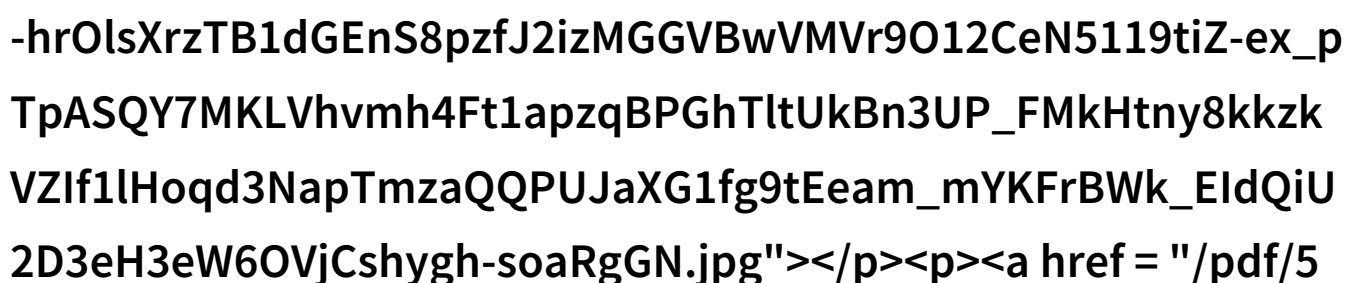 -hrOlsXrzTB1dGEnS8pzfJ2izMGGVBwVMVr9O12CeN5119tiZ-ex_p
TpASQY7MKLVhvmh4Ft1apzqBPGhTltUkBn3UP_FMkHtny8kkzk
VZIf1lHoqd3NapTmzaQQPUJaXG1fg9tEeam_mYKFrBWk_EIdQiU
2D3eH3eW6OVjCshygh-soaRgGN.jpg"></p><p><a href = "/pdf/5